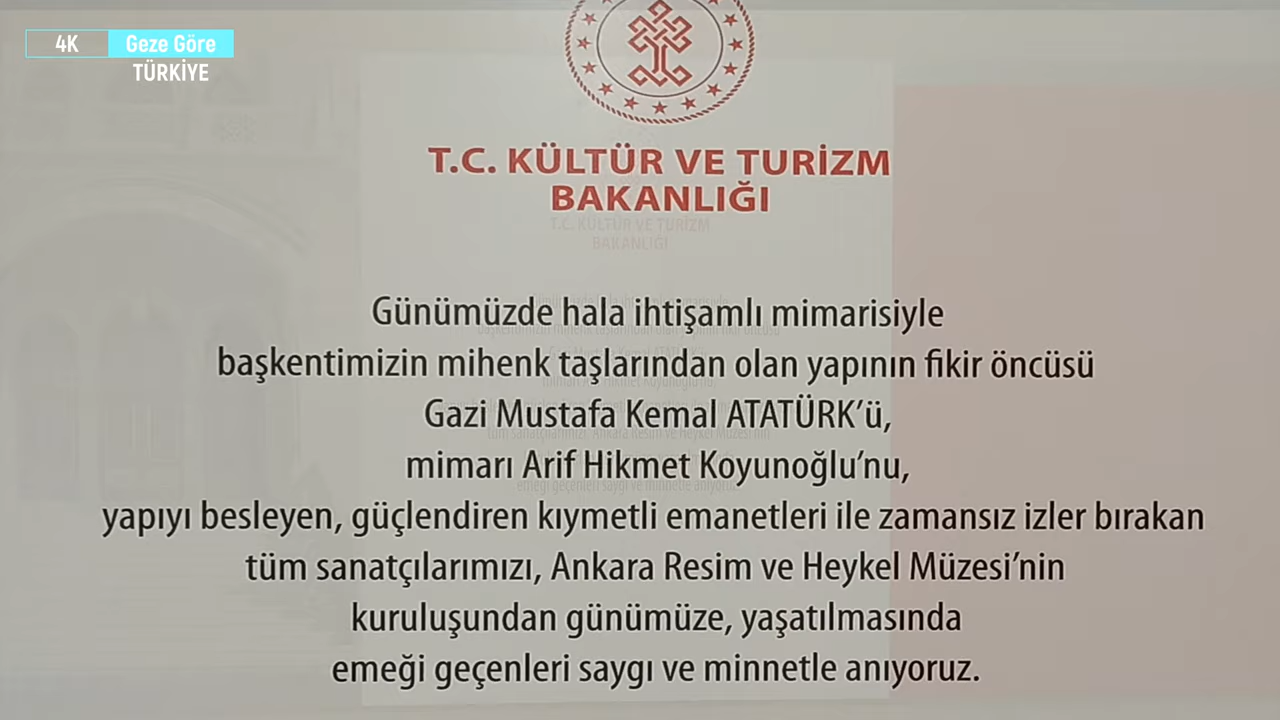 4K Geze Göre
TÜRKİYE
T.C. KÜLTÜR VE TURİZM
BAKANLIĞI
T.C. KÜLTÜR VE TURİZM
BAKANLIĞI
Günümüzde hala ihtişamlı mimarisiyle
başkentimizin mihenk taşlarından olan yapının fikir öncüsü
Gazi Mustafa Kemal ATATÜRK’ü,
mimarı Arif Hikmet Koyunoğlu’nu,
yapıyı besleyen, güçlendiren kıymetli emanetleri ile zamansız izler bırakan
tüm sanatçılarımızı, Ankara Resim ve Heykel Müzesi’nin
kuruluşundan günümüze, yaşatılmasında
emeği geçenleri saygı ve minnetle anıyoruz.